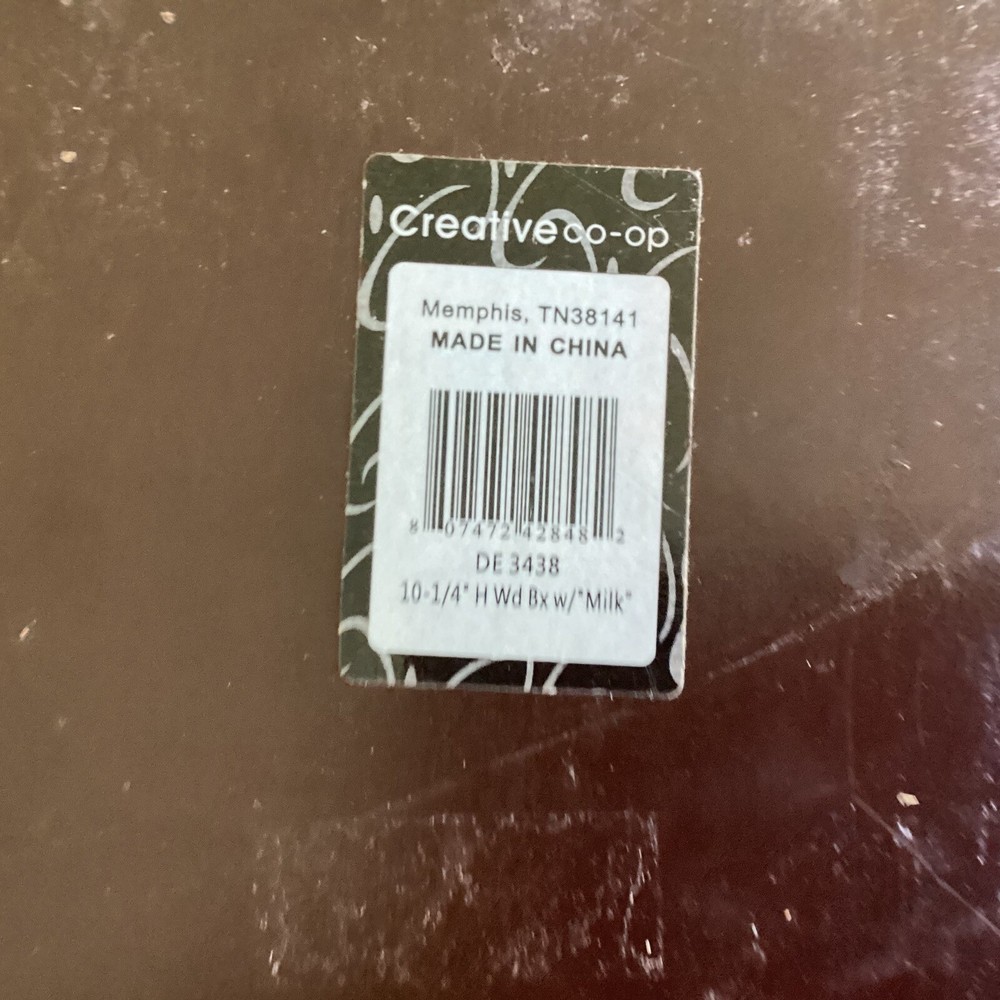 Creative co-op
Memphis, TN38141
MADE IN CHINA
8 07472 42848 2
DE 3438
10-1/4" H Wd Bx w/"Milk"